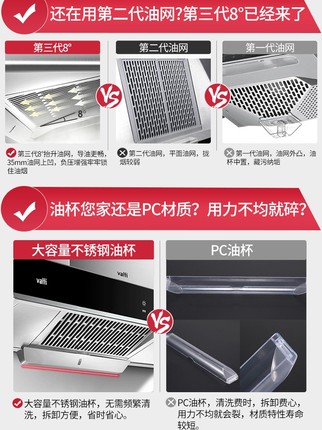 还在用第二代油网?第三代8°已经来了
第三代8°
第二代油网
第一代油网
8°
VS
VS
第三代8°抬升油网，导油更畅，
35mm油网上凹，负压增强牢牢锁
住油烟
第二代油网，平面油网，拢
烟较弱
第一代油网，油网外凸，油
杯中置，藏污纳垢
油杯您家还是PC材质？用力不均就碎?
大容量不锈钢油杯
PC油杯
vatti
vatti
VS
大容量不锈钢油杯，无需频繁清
洗，拆卸方便，省时省心。
PC油杯，清洗费时，拆卸费心，
用力不均就会裂，材质特性寿命
较短。